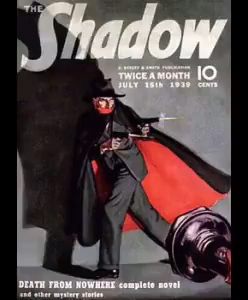 THE
Shadow
A STREET & SMITH PUBLICATION
TWICE A MONTH
JULY 15th 1939
10
CENTS
DEATH FROM NOWHERE complete novel
and other mystery stories